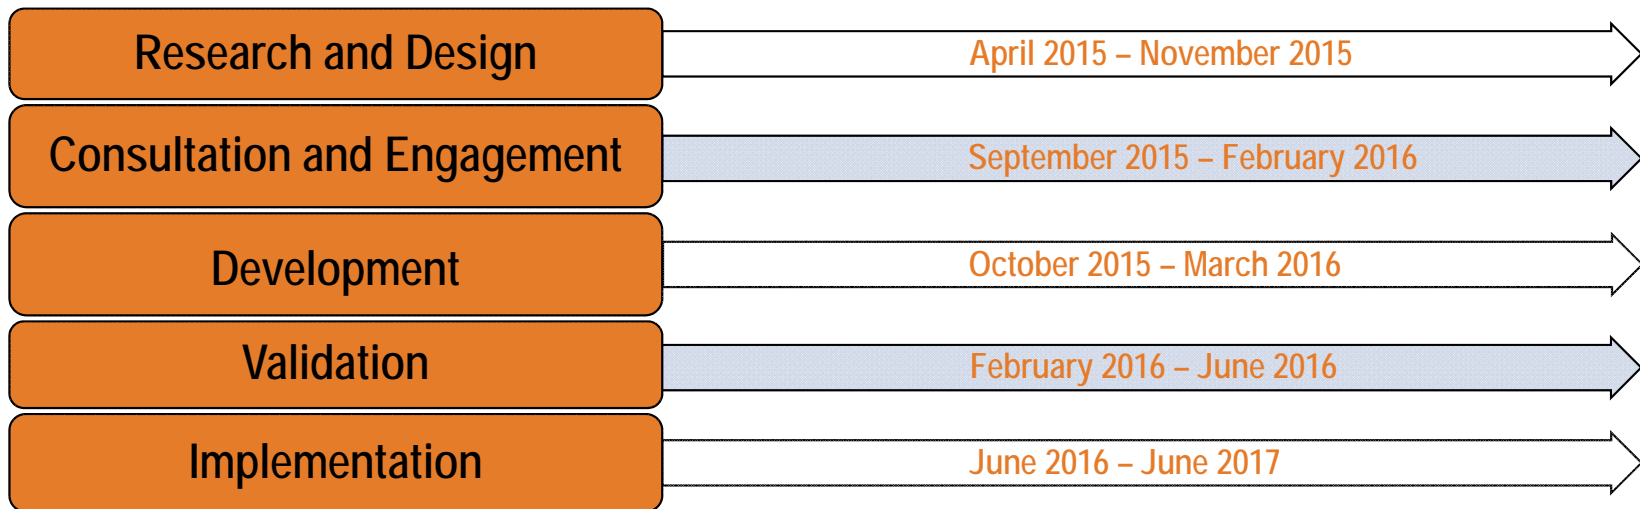 Research and Design
April 2015 – November 2015
Consultation and Engagement
September 2015 – February 2016
Development
October 2015 – March 2016
Validation
February 2016 – June 2016
Implementation
June 2016 – June 2017